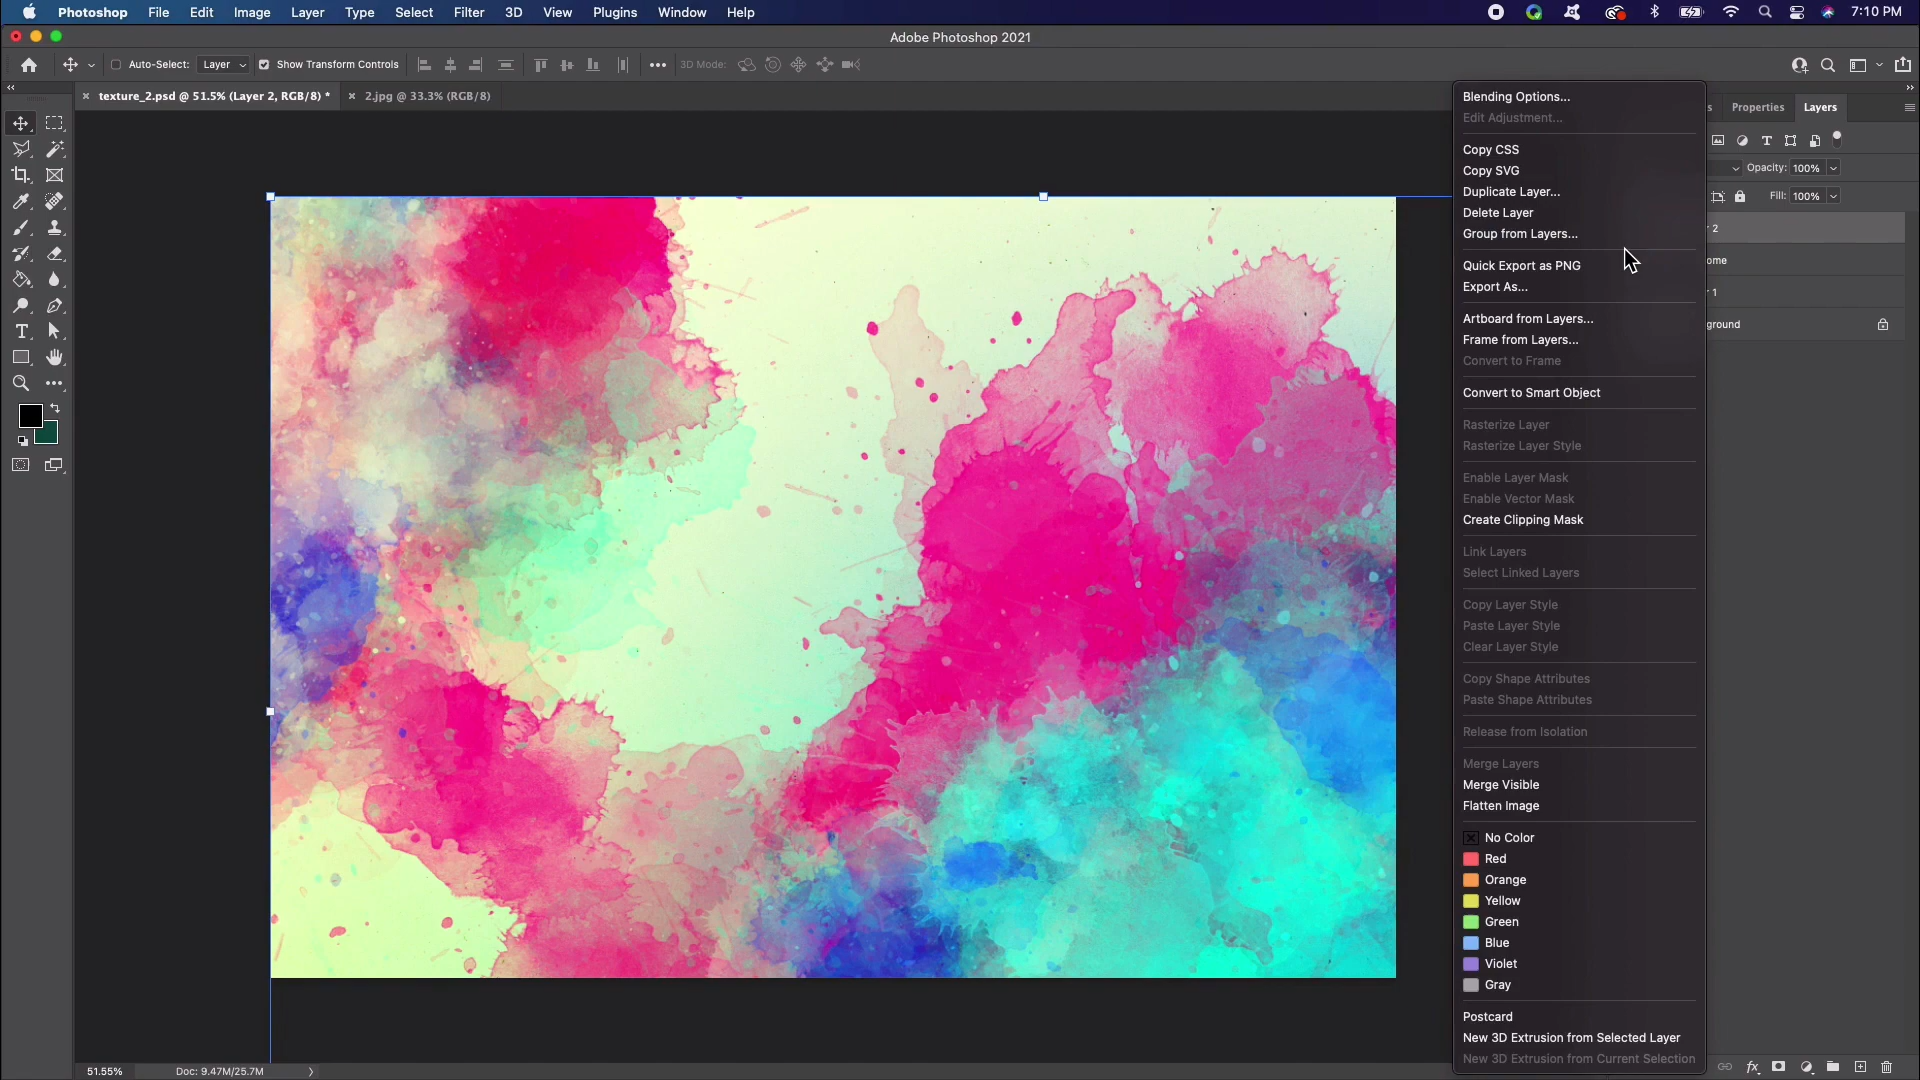 Photoshop File Edit Image Layer Type Select Filter 3D View Plugins Window Help 7:10 PM
Adobe Photoshop 2021
Auto-Select: Layer Show Transform Controls 3D Mode:
texture_2.psd @ 51.5% (Layer 2, RGB/8) * 2.jpg @ 33.3% (RGB/8)
s Properties Layers
Opacity: 100%
Fill: 100%
2
ome
1
ground
Blending Options...
Edit Adjustment...
Copy CSS
Copy SVG
Duplicate Layer...
Delete Layer
Group from Layers...
Quick Export as PNG
Export As...
Artboard from Layers...
Frame from Layers...
Convert to Frame
Convert to Smart Object
Rasterize Layer
Rasterize Layer Style
Enable Layer Mask
Enable Vector Mask
Create Clipping Mask
Link Layers
Select Linked Layers
Copy Layer Style
Paste Layer Style
Clear Layer Style
Copy Shape Attributes
Paste Shape Attributes
Release from Isolation
Merge Layers
Merge Visible
Flatten Image
No Color
Red
Orange
Yellow
Green
Blue
Violet
Gray
Postcard
New 3D Extrusion from Selected Layer
New 3D Extrusion from Current Selection
51.55% Doc: 9.47M/25.7M